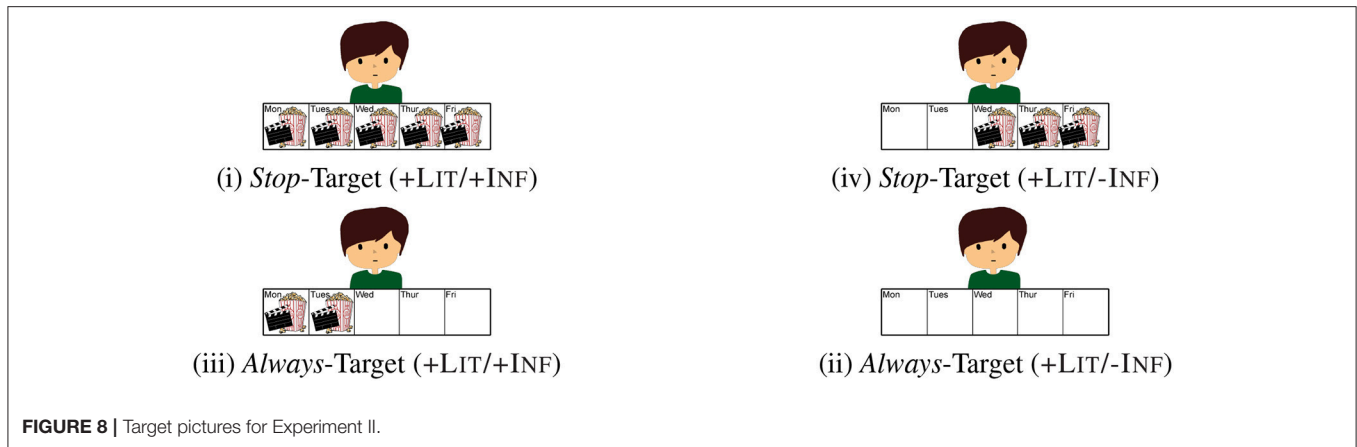 Mon Tues Wed Thur Fri
(i) Stop-Target (+LIT/+INF)
Mon Tues Wed Thur Fri
(iv) Stop-Target (+LIT/-INF)
Mon Tues Wed Thur Fri
(iii) Always-Target (+LIT/+INF)
Mon Tues Wed Thur Fri
(ii) Always-Target (+LIT/-INF)
FIGURE 8 | Target pictures for Experiment II.